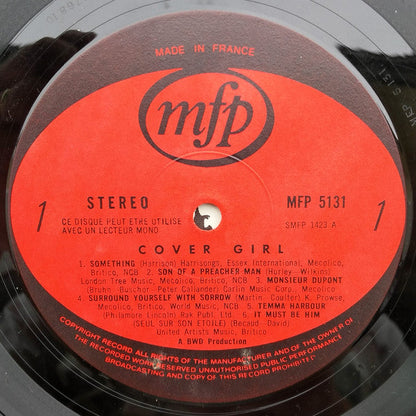 MADE IN FRANCE
mfp
STEREO
MFP 5131
1
1
CE DISQUE PEUT ETRE UTILISE
AVEC UN LECTEUR MONO
SMFP 1423 A
COVER GIRL
1. SOMETHING (Harrison) Harrisongs, Essex International, Mecolico,
Britico, NCB 2. SON OF A PREACHER MAN (Hurley - Wilkins)
London Tree Music, Mecolico, Britico, NCB 3. MONSIEUR DUPONT
(Bruhn - Buschor - Peter Callander) Carlin Music Corp. Mecolico
4. SURROUND YOURSELF WITH SORROW (Martin, Coulter) K. Prowse,
Mecolico, Britico Music, NCB 5. TEMMA HARBOUR
(Philamore Lincoln) Rak Publ. Ltd. 6. IT MUST BE HIM
(SEUL SUR SON ETOILE) (Becaud - David)
United Artists Music, Britico
A BWD Production
COPYRIGHT RECORD ALL RIGHTS OF THE MANUFACTURER AND OF THE OWNER OF
THE RECORDED WORK RESERVED UNAUTHORISED PUBLIC PERFORMANCE
BROADCASTING AND COPY OF THIS RECORD PROHIBITED